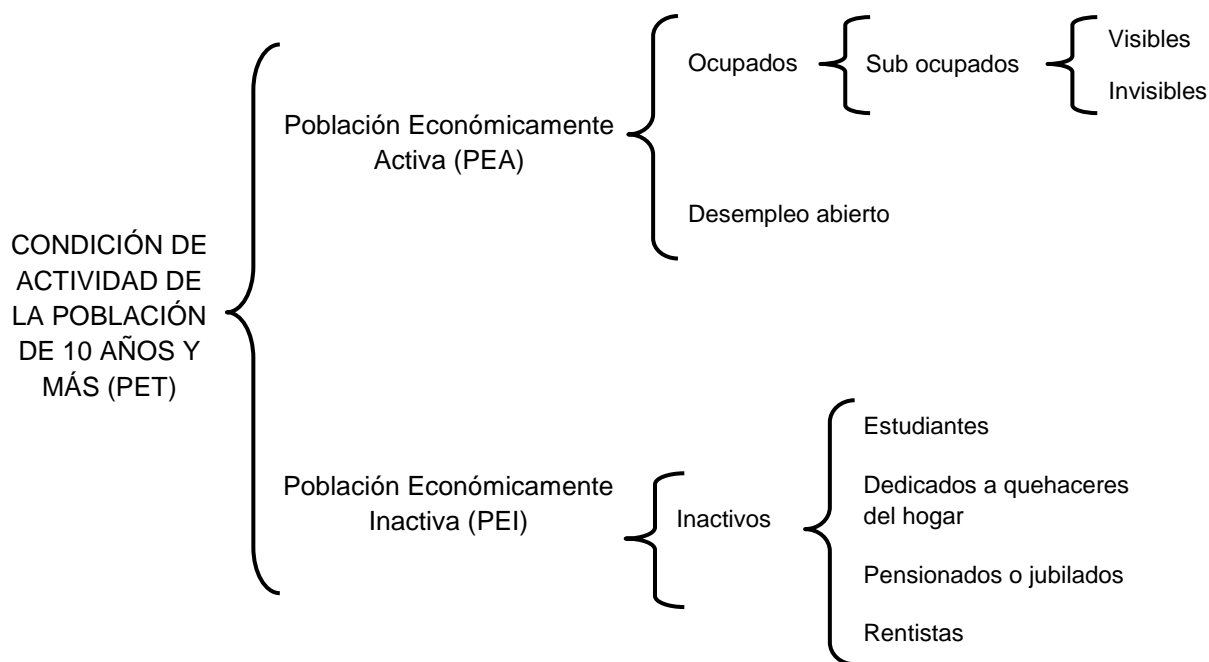 CONDICIÓN DE
ACTIVIDAD DE
LA POBLACIÓN
DE 10 AÑOS Y
MÁS (PET)
Población Económicamente
Activa (PEA)
Ocupados
Sub ocupados
Visibles
Invisibles
Desempleo abierto
Población Económicamente
Inactiva (PEI)
Inactivos
Estudiantes
Dedicados a quehaceres
del hogar
Pensionados o jubilados
Rentistas